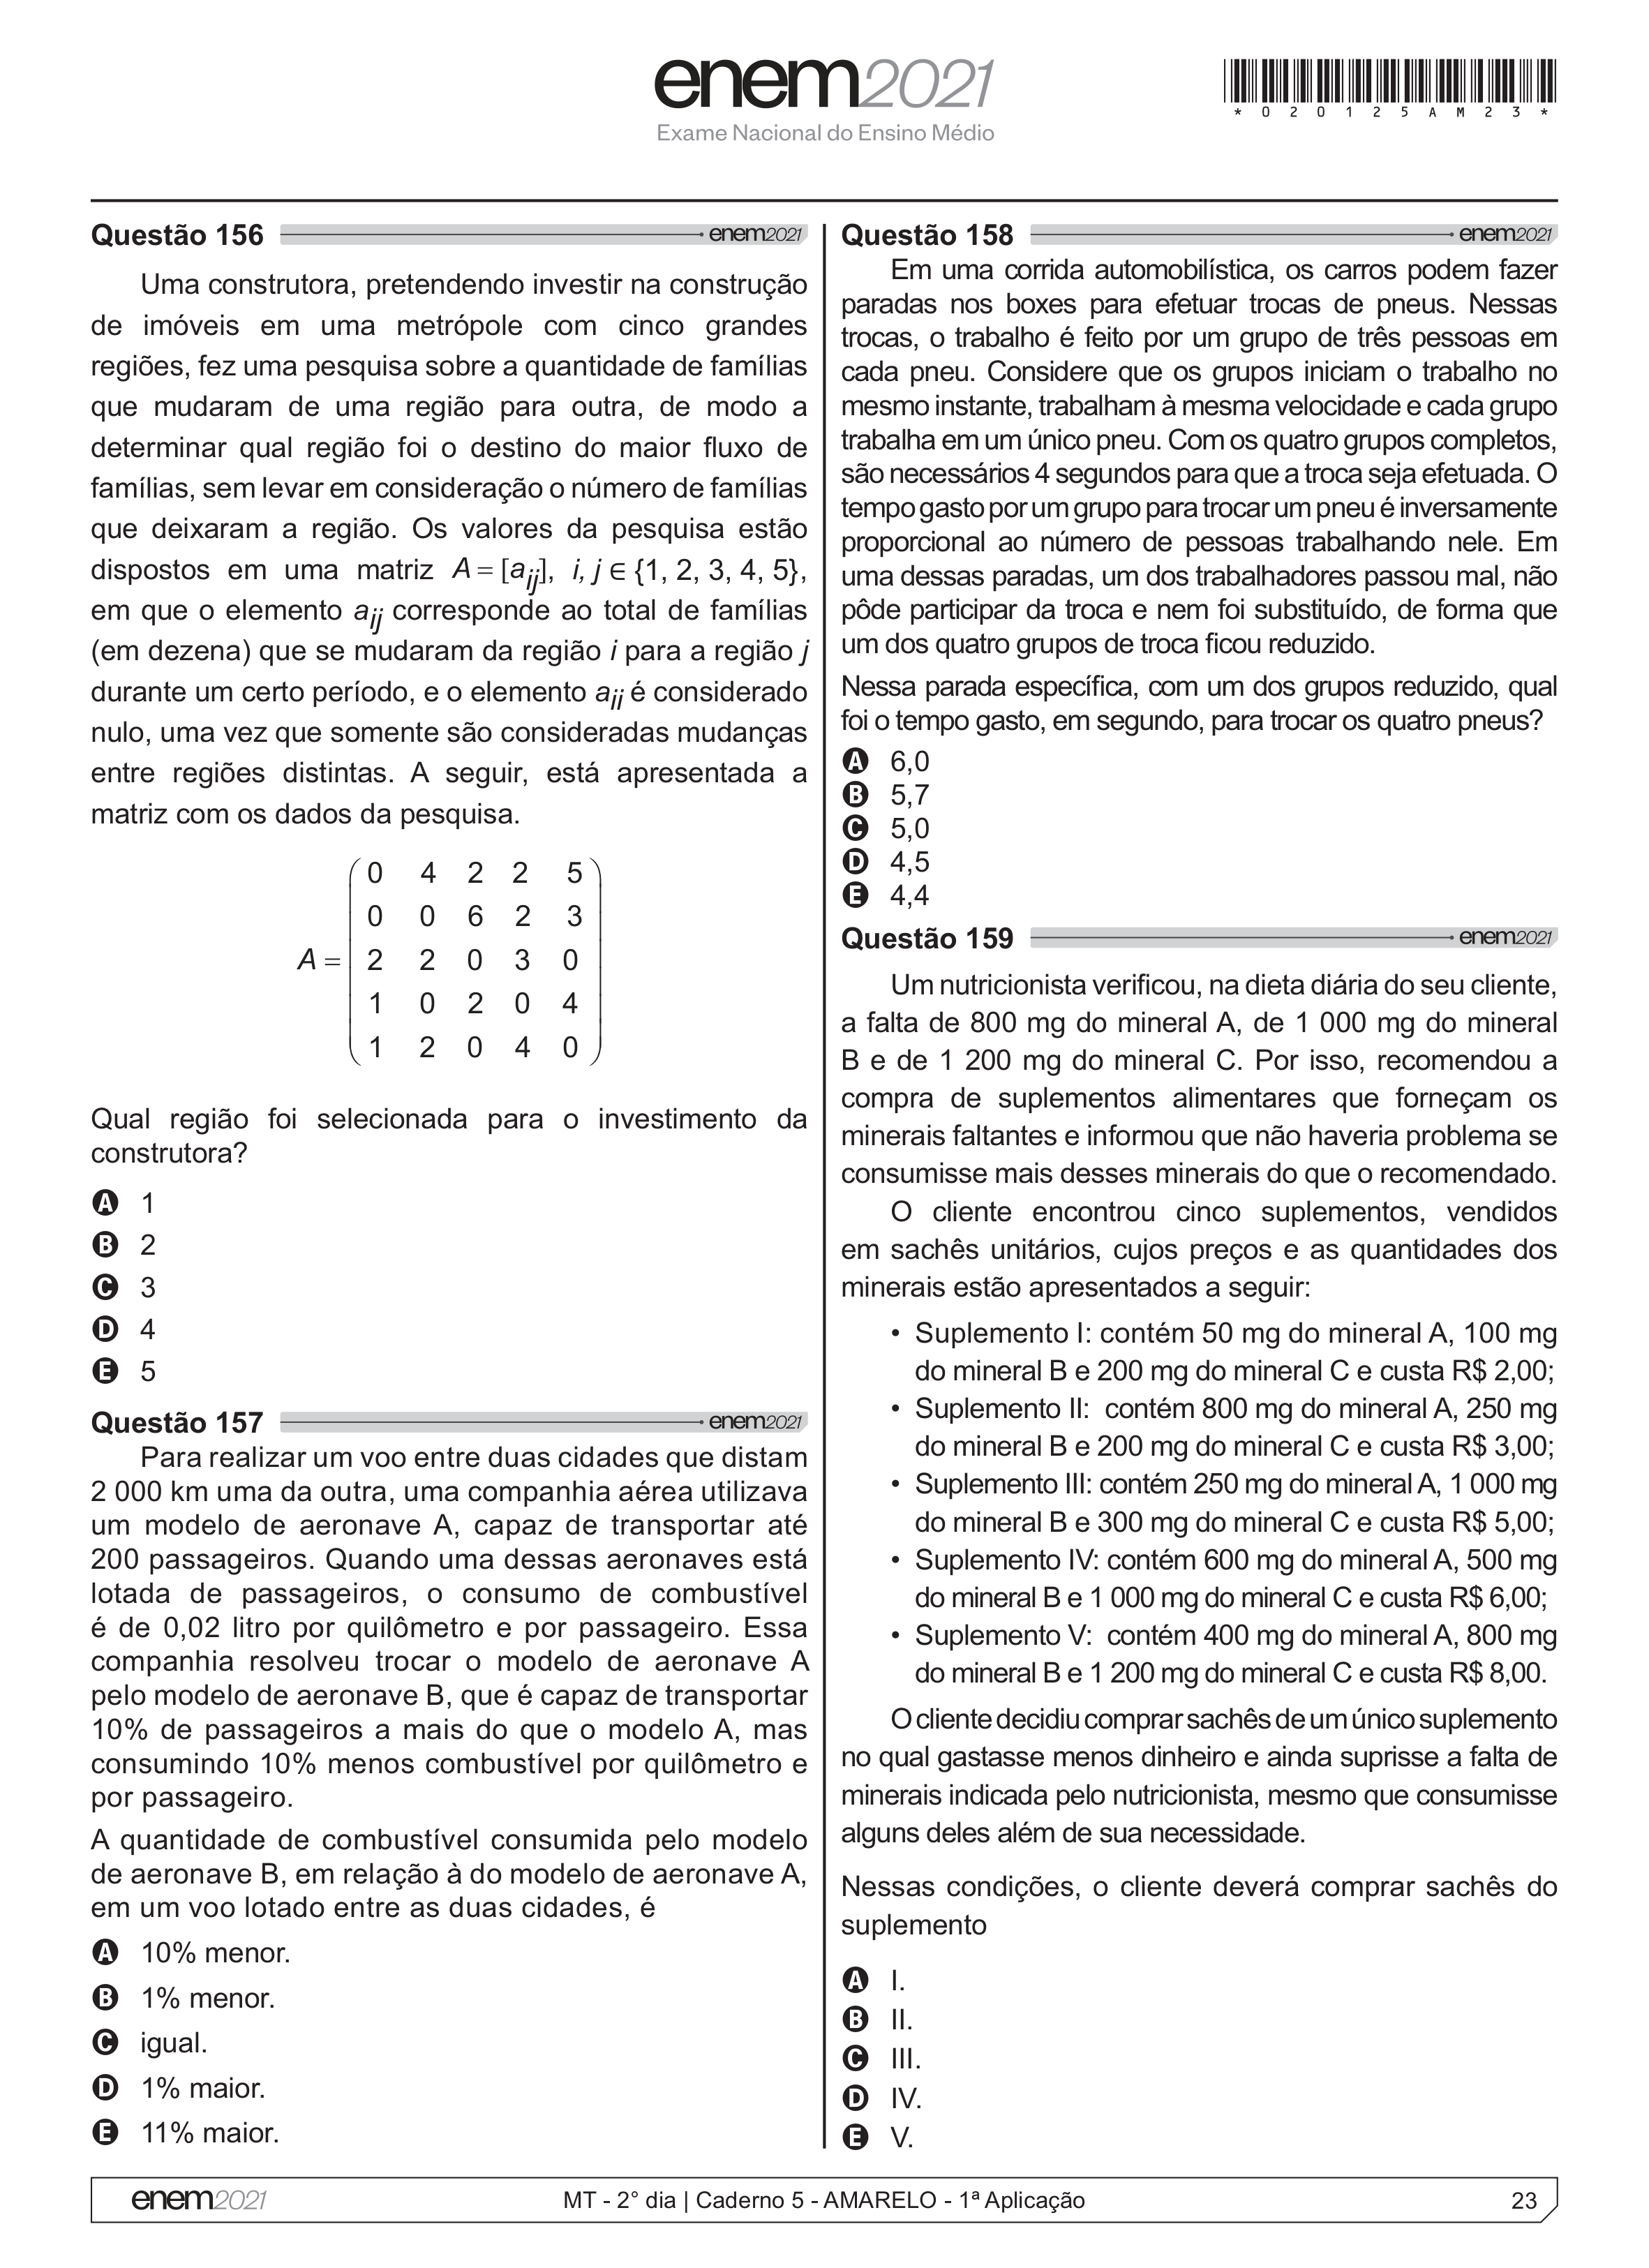 enem2021
Exame Nacional do Ensino Médio
*020125AM23*
Questão 156 enem2021
Uma construtora, pretendendo investir na construção
de imóveis em uma metrópole com cinco grandes
regiões, fez uma pesquisa sobre a quantidade de famílias
que mudaram de uma região para outra, de modo a
determinar qual região foi o destino do maior fluxo de
famílias, sem levar em consideração o número de famílias
que deixaram a região. Os valores da pesquisa estão
dispostos em uma matriz A = [aij], i, j ∈ {1, 2, 3, 4, 5},
em que o elemento aij corresponde ao total de famílias
(em dezena) que se mudaram da região i para a região j
durante um certo período, e o elemento aii é considerado
nulo, uma vez que somente são consideradas mudanças
entre regiões distintas. A seguir, está apresentada a
matriz com os dados da pesquisa.
0 4 2 2 5
0 0 6 2 3
A = 2 2 0 3 0
1 0 2 0 4
1 2 0 4 0
Qual região foi selecionada para o investimento da
construtora?
A 1
B 2
C 3
D 4
E 5
Questão 157 enem2021
Para realizar um voo entre duas cidades que distam
2 000 km uma da outra, uma companhia aérea utilizava
um modelo de aeronave A, capaz de transportar até
200 passageiros. Quando uma dessas aeronaves está
lotada de passageiros, o consumo de combustível
é de 0,02 litro por quilômetro e por passageiro. Essa
companhia resolveu trocar o modelo de aeronave A
pelo modelo de aeronave B, que é capaz de transportar
10% de passageiros a mais do que o modelo A, mas
consumindo 10% menos combustível por quilômetro e
por passageiro.
A quantidade de combustível consumida pelo modelo
de aeronave B, em relação à do modelo de aeronave A,
em um voo lotado entre as duas cidades, é
A 10% menor.
B 1% menor.
C igual.
D 1% maior.
E 11% maior.
Questão 158 enem2021
Em uma corrida automobilística, os carros podem fazer
paradas nos boxes para efetuar trocas de pneus. Nessas
trocas, o trabalho é feito por um grupo de três pessoas em
cada pneu. Considere que os grupos iniciam o trabalho no
mesmo instante, trabalham à mesma velocidade e cada grupo
trabalha em um único pneu. Com os quatro grupos completos,
são necessários 4 segundos para que a troca seja efetuada. O
tempo gasto por um grupo para trocar um pneu é inversamente
proporcional ao número de pessoas trabalhando nele. Em
uma dessas paradas, um dos trabalhadores passou mal, não
pôde participar da troca e nem foi substituído, de forma que
um dos quatro grupos de troca ficou reduzido.
Nessa parada específica, com um dos grupos reduzido, qual
foi o tempo gasto, em segundo, para trocar os quatro pneus?
A 6,0
B 5,7
C 5,0
D 4,5
E 4,4
Questão 159 enem2021
Um nutricionista verificou, na dieta diária do seu cliente,
a falta de 800 mg do mineral A, de 1 000 mg do mineral
B e de 1 200 mg do mineral C. Por isso, recomendou a
compra de suplementos alimentares que forneçam os
minerais faltantes e informou que não haveria problema se
consumisse mais desses minerais do que o recomendado.
O cliente encontrou cinco suplementos, vendidos
em sachês unitários, cujos preços e as quantidades dos
minerais estão apresentados a seguir:
• Suplemento I: contém 50 mg do mineral A, 100 mg
do mineral B e 200 mg do mineral C e custa R$ 2,00;
• Suplemento II: contém 800 mg do mineral A, 250 mg
do mineral B e 200 mg do mineral C e custa R$ 3,00;
• Suplemento III: contém 250 mg do mineral A, 1 000 mg
do mineral B e 300 mg do mineral C e custa R$ 5,00;
• Suplemento IV: contém 600 mg do mineral A, 500 mg
do mineral B e 1 000 mg do mineral C e custa R$ 6,00;
• Suplemento V: contém 400 mg do mineral A, 800 mg
do mineral B e 1 200 mg do mineral C e custa R$ 8,00.
O cliente decidiu comprar sachês de um único suplemento
no qual gastasse menos dinheiro e ainda suprisse a falta de
minerais indicada pelo nutricionista, mesmo que consumisse
alguns deles além de sua necessidade.
Nessas condições, o cliente deverá comprar sachês do
suplemento
A I.
B II.
C III.
D IV.
E V.
enem2021
MT - 2° dia | Caderno 5 - AMARELO - 1ª Aplicação
23